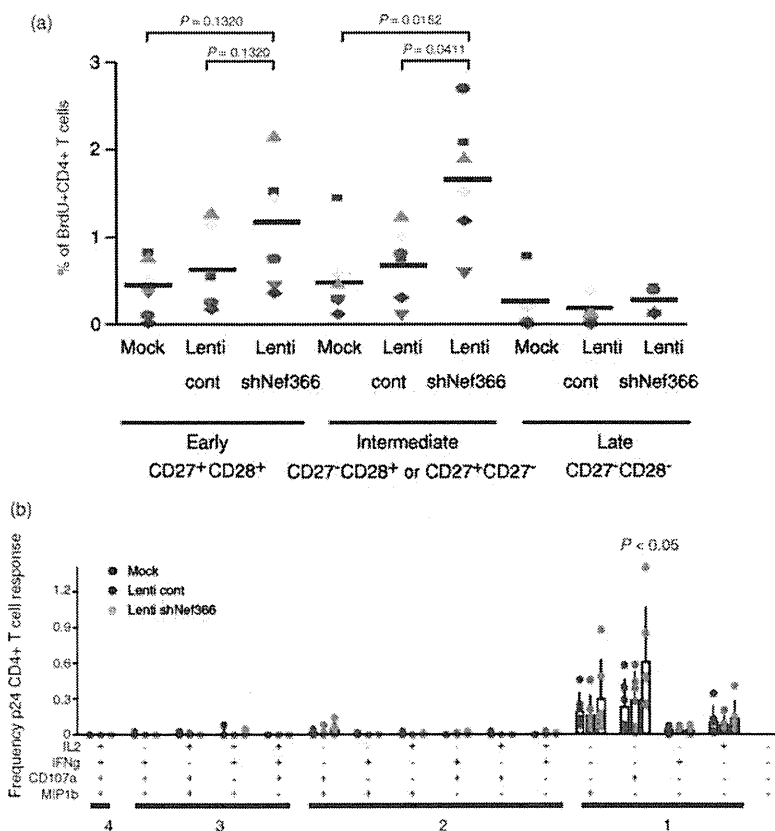 (a)
P = 0.1320
P = 0.0152
P = 0.1320
P = 0.0411
% of BrdU+CD4+ T cells
3
2
1
0
Mock Lenti cont Lenti shNef366 Mock Lenti cont Lenti shNef366 Mock Lenti cont Lenti shNef366
Early Intermediate Late
CD27+CD28+ CD27-CD28+ or CD27+CD27- CD27-CD28-
(b)
P < 0.05
Frequency p24 CD4+ T cell response
Mock
Lenti cont
Lenti shNef366
1.2
0.9
0.6
0.3
0
IL2
IFNg
CD107a
MIP1b
4 3 2 1